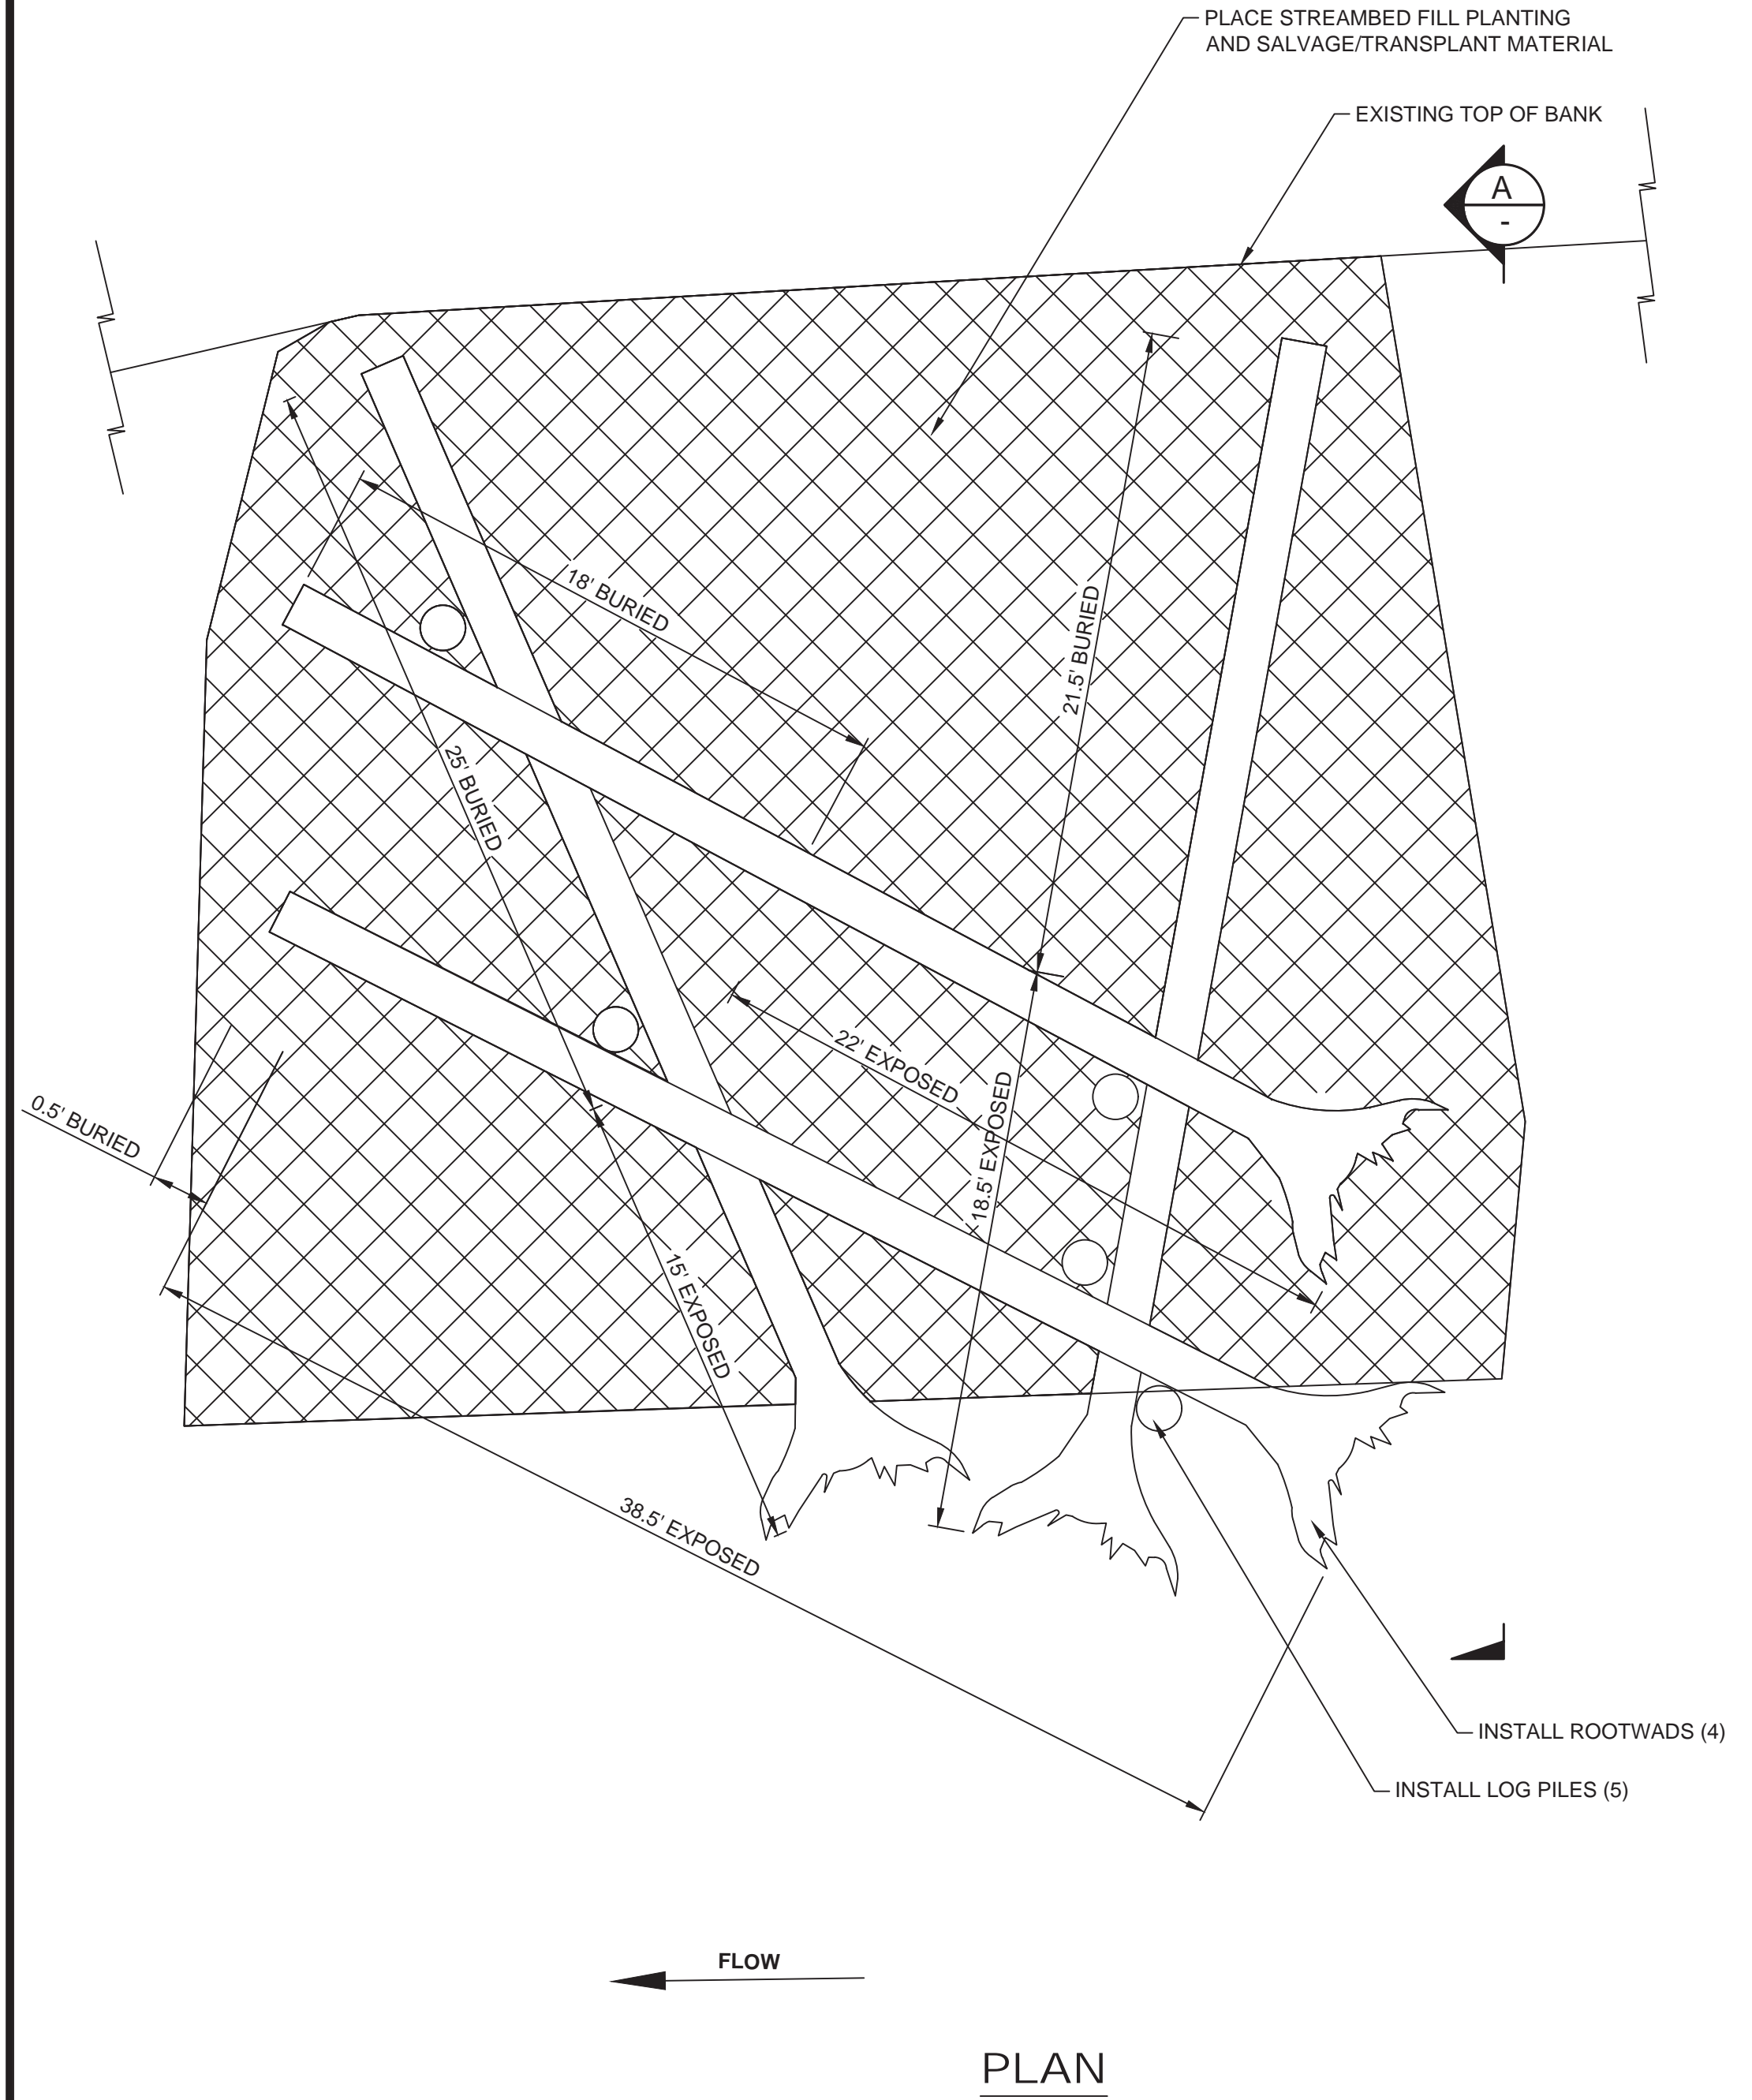 PLACE STREAMBED FILL PLANTING
AND SALVAGE/TRANSPLANT MATERIAL
EXISTING TOP OF BANK
A
-
18' BURIED
21.5' BURIED
25' BURIED
22' EXPOSED
18.5' EXPOSED
0.5' BURIED
15' EXPOSED
38.5' EXPOSED
INSTALL ROOTWADS (4)
INSTALL LOG PILES (5)
FLOW
PLAN